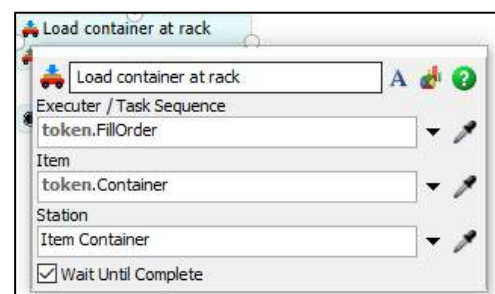 Load container at rack
Load container at rack A
Executer / Task Sequence
token.FillOrder
Item
token.Container
Station
Item Container
Wait Until Complete